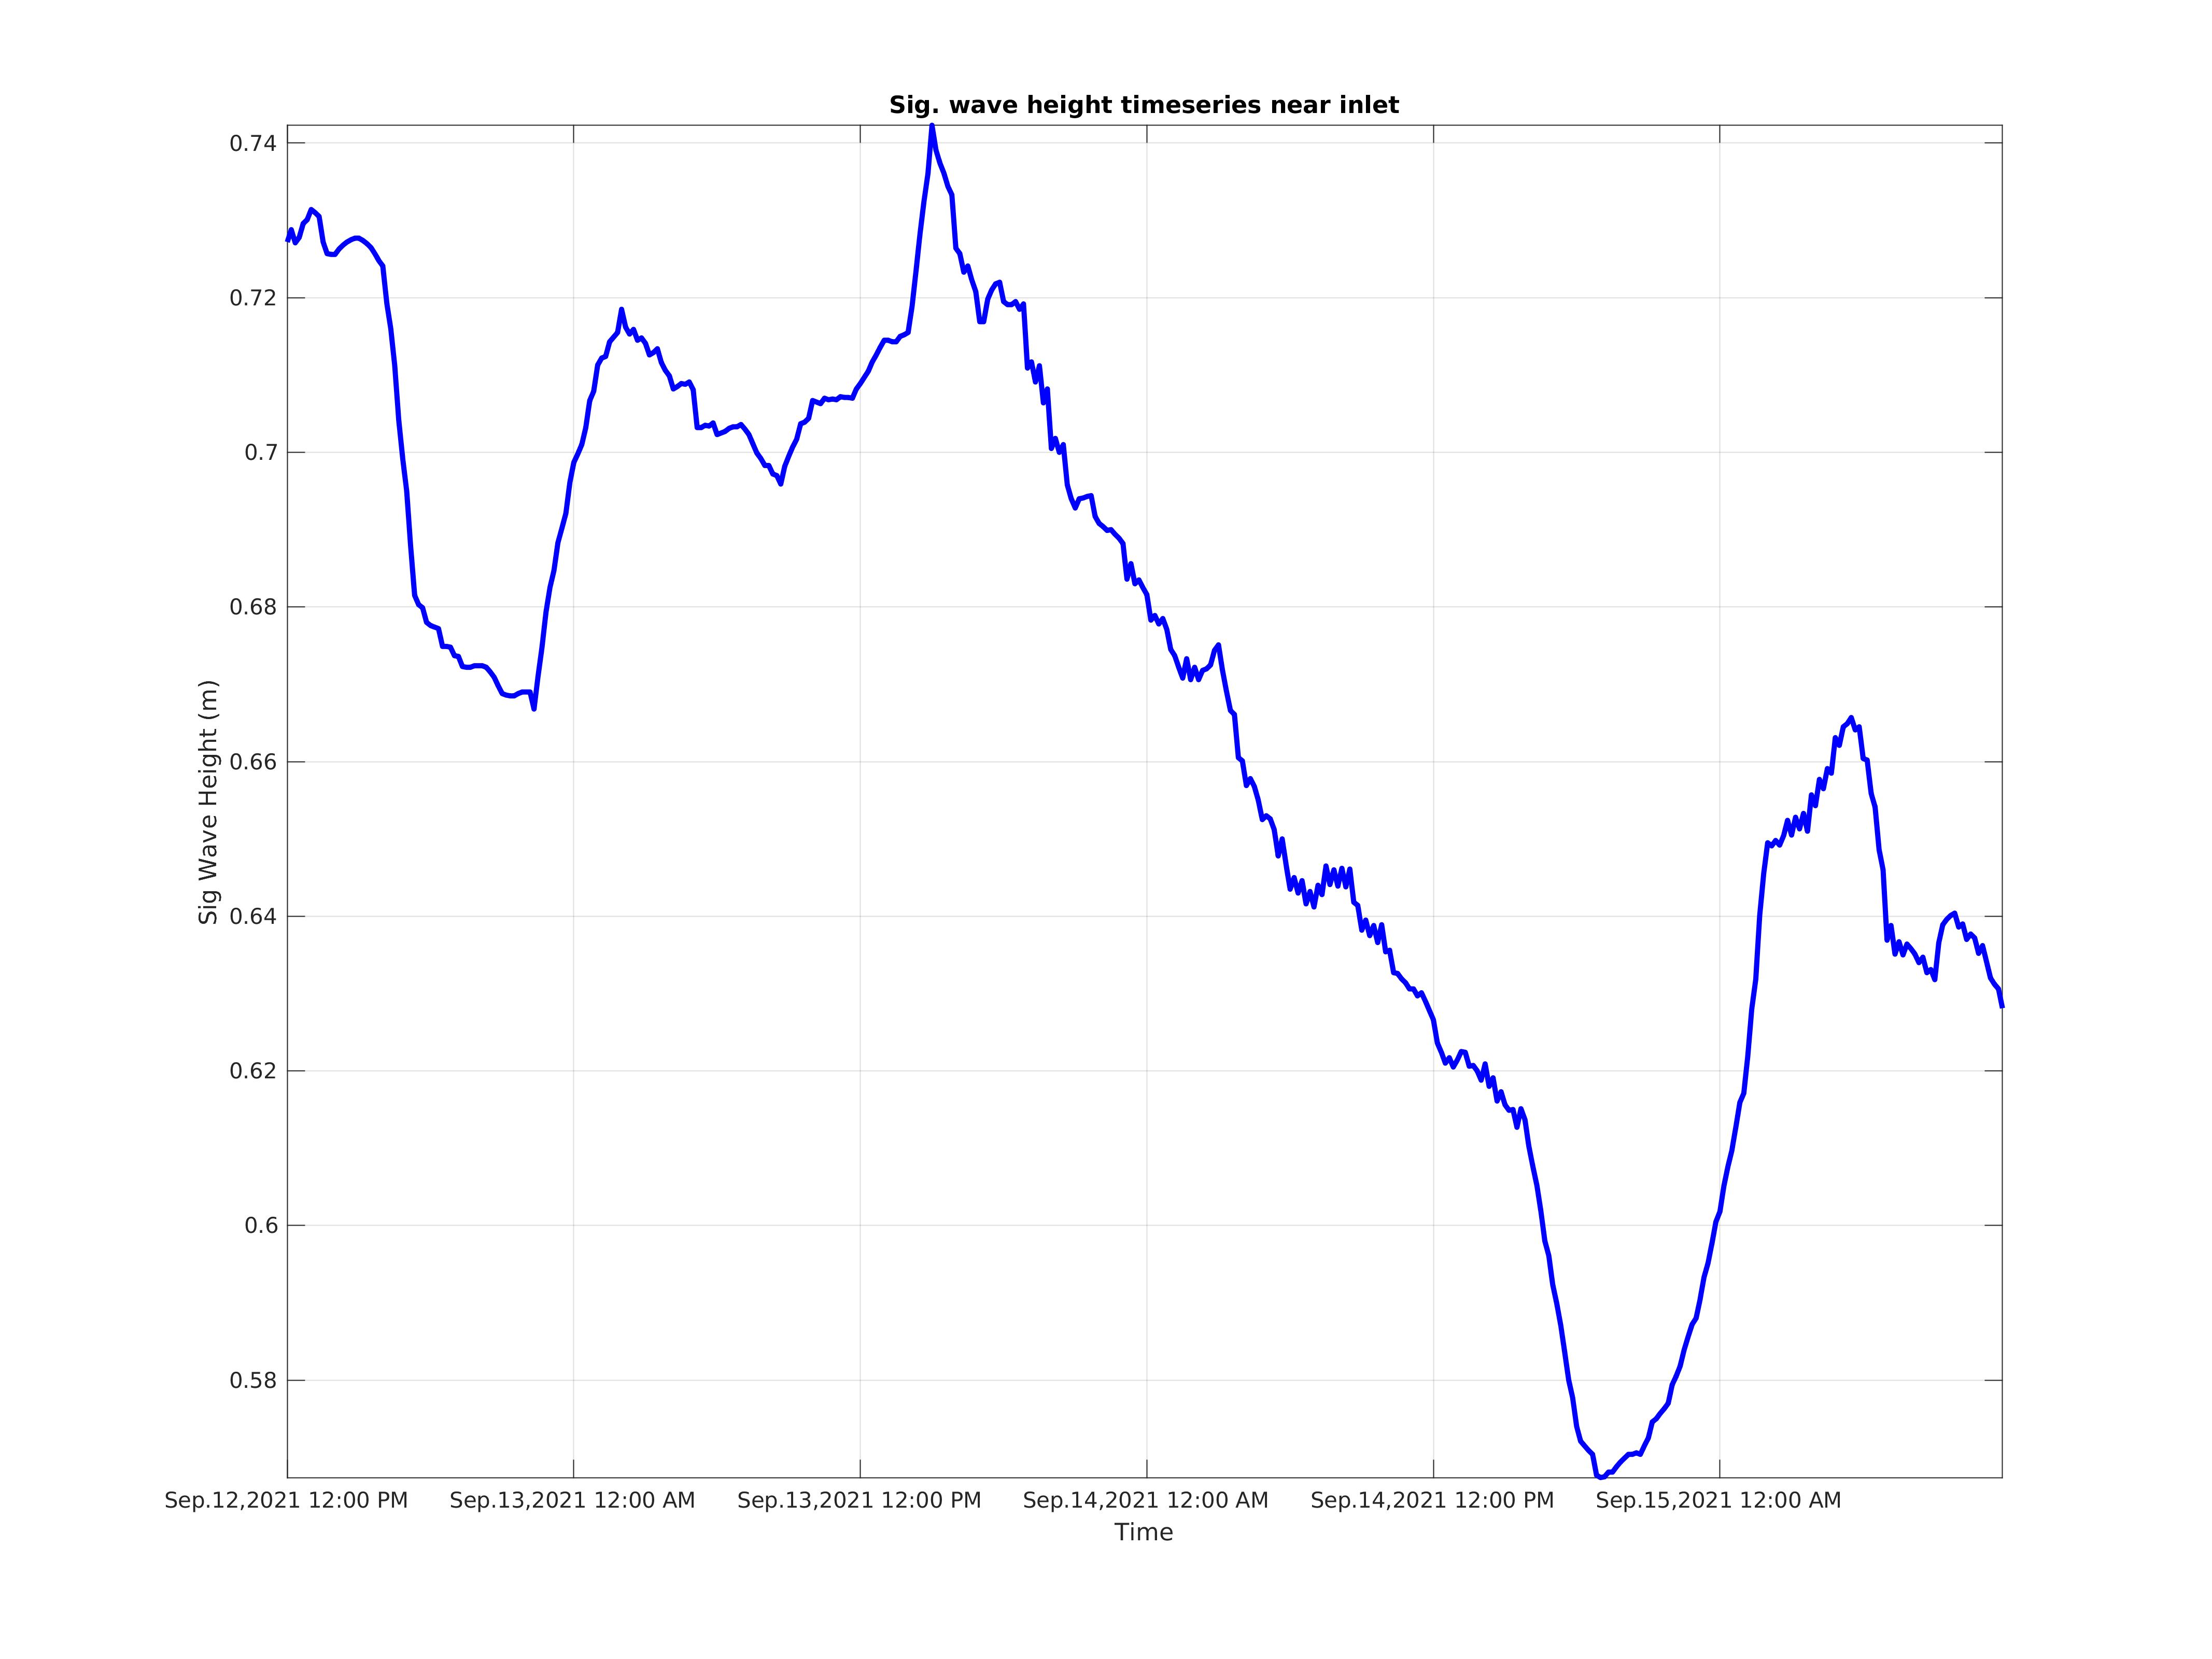 Sig. wave height timeseries near inlet
0.74
0.72
0.7
0.68
0.66
0.64
0.62
0.6
0.58
Sig Wave Height (m)
Sep.12,2021 12:00 PM Sep.13,2021 12:00 AM Sep.13,2021 12:00 PM Sep.14,2021 12:00 AM Sep.14,2021 12:00 PM Sep.15,2021 12:00 AM
Time